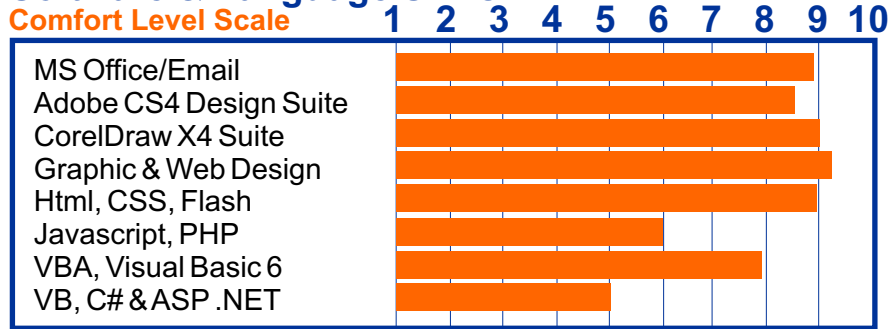 Comfort Level Scale 1 2 3 4 5 6 7 8 9 10
MS Office/Email
Adobe CS4 Design Suite
CorelDraw X4 Suite
Graphic & Web Design
Html, CSS, Flash
Javascript, PHP
VBA, Visual Basic 6
VB, C# & ASP .NET